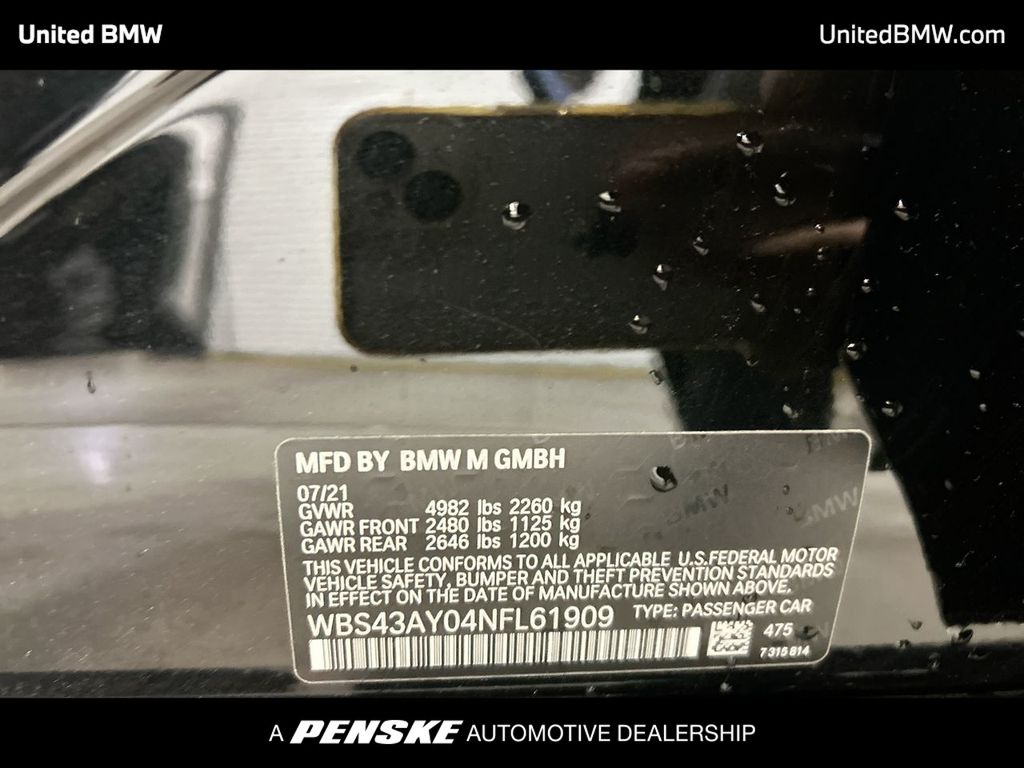 United BMW
UnitedBMW.com
MFD BY BMW M GMBH
07/21
GVWR 4982 lbs 2260 kg
GAWR FRONT 2480 lbs 1125 kg
GAWR REAR 2646 lbs 1200 kg
THIS VEHICLE CONFORMS TO ALL APPLICABLE U.S.FEDERAL MOTOR
VEHICLE SAFETY, BUMPER AND THEFT PREVENTION STANDARDS
IN EFFECT ON THE DATE OF MANUFACTURE SHOWN ABOVE.
WBS43AY04NFL61909 TYPE: PASSENGER CAR
475
7 315 814
BMW
BMW
BMW
A PENSKE AUTOMOTIVE DEALERSHIP